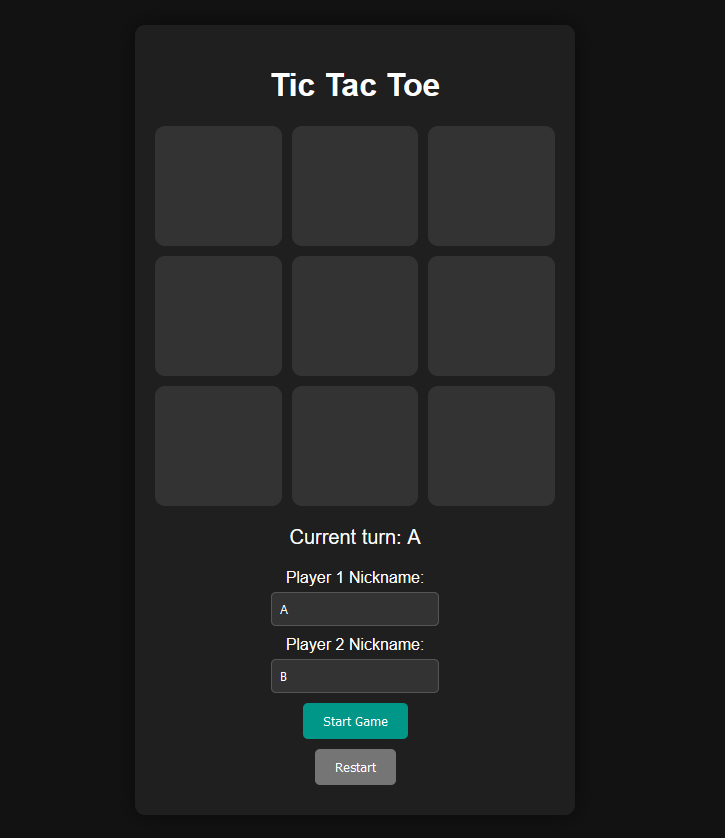 Tic Tac Toe
Current turn: A
Player 1 Nickname:
A
Player 2 Nickname:
B
Start Game
Restart